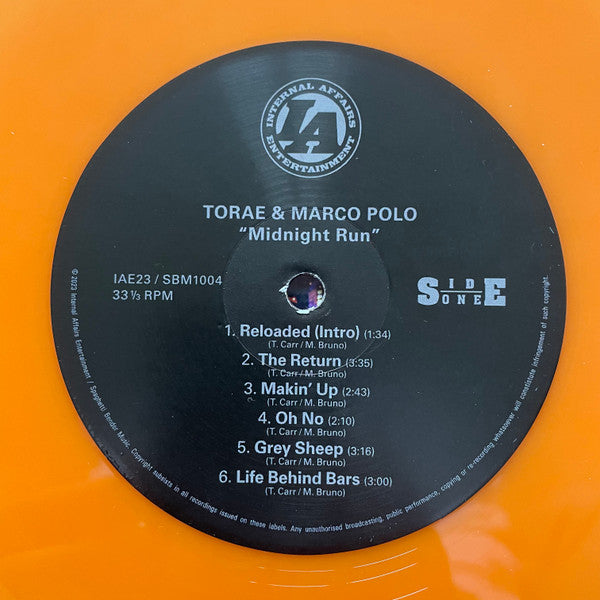 INTERNAL AFFAIRS
IA
ENTERTAINMENT
TORAE & MARCO POLO
“Midnight Run”
IAE23 / SBM1004
33 ⅓ RPM
SIDE
ONE
1. Reloaded (Intro) (1:34)
(T. Carr / M. Bruno)
2. The Return (3:35)
(T. Carr / M. Bruno)
3. Makin’ Up (2:43)
(T. Carr / M. Bruno)
4. Oh No (2:10)
(T. Carr / M. Bruno)
5. Grey Sheep (3:16)
(T. Carr / M. Bruno)
6. Life Behind Bars (3:00)
(T. Carr / M. Bruno)
© 2023 Internal Affairs Entertainment / Spaghetti Bender Music. Copyright subsists in all recordings issued on these labels. Any unauthorised broadcasting, public performance, copying or re-recording whatsoever will constitute infringement of such copyright.